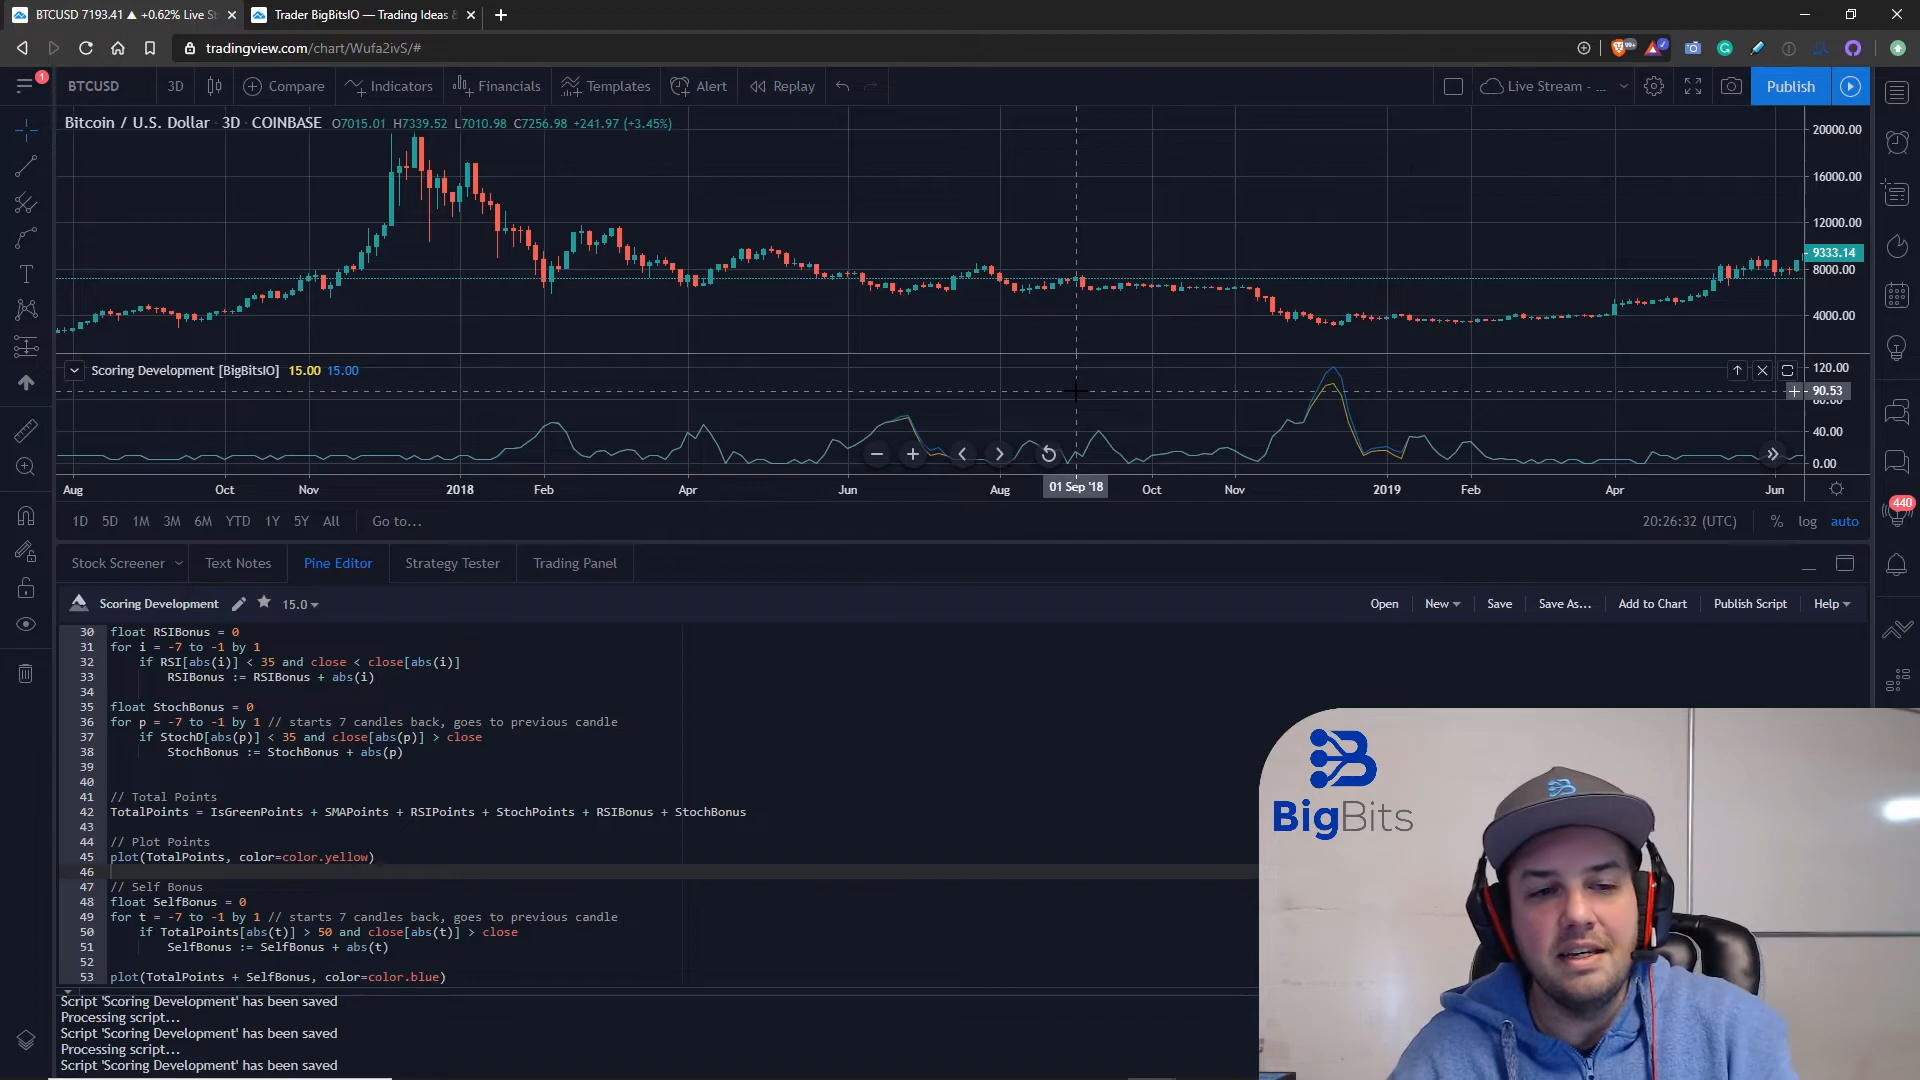 BTCUSD 7193.41 ▲ +0.62% Live St
Trader BigBitsIO — Trading Ideas &
tradingview.com/chart/Wufa2ivS/#
99+
1
BTCUSD 3D Compare Indicators Financials Templates Alert Replay Live Stream - ... Publish
Bitcoin / U.S. Dollar 3D COINBASE O7015.01 H7339.52 L7010.98 C7256.98 +241.97 (+3.45%)
20000.00
16000.00
12000.00
9333.14
8000.00
4000.00
Scoring Development [BigBitsIO] 15.00 15.00
120.00
90.53
40.00
0.00
Aug Oct Nov 2018 Feb Apr Jun Aug 01 Sep '18 Oct Nov 2019 Feb Apr Jun
440
1D 5D 1M 3M 6M YTD 1Y 5Y All Go to... 20:26:32 (UTC) % log auto
Stock Screener Text Notes Pine Editor Strategy Tester Trading Panel
Scoring Development 15.0 Open New Save Save As... Add to Chart Publish Script Help
30 float RSIBonus = 0
31 for i = -7 to -1 by 1
32 if RSI[abs(i)] < 35 and close < close[abs(i)]
33 RSIBonus := RSIBonus + abs(i)
34
35 float StochBonus = 0
36 for p = -7 to -1 by 1 // starts 7 candles back, goes to previous candle
37 if StochD[abs(p)] < 35 and close[abs(p)] > close
38 StochBonus := StochBonus + abs(p)
39
40
41 // Total Points
42 TotalPoints = IsGreenPoints + SMAPoints + RSIPoints + StochPoints + RSIBonus + StochBonus
43
44 // Plot Points
45 plot(TotalPoints, color=color.yellow)
46
47 // Self Bonus
48 float SelfBonus = 0
49 for t = -7 to -1 by 1 // starts 7 candles back, goes to previous candle
50 if TotalPoints[abs(t)] > 50 and close[abs(t)] > close
51 SelfBonus := SelfBonus + abs(t)
52
53 plot(TotalPoints + SelfBonus, color=color.blue)
Script 'Scoring Development' has been saved
Processing script...
Script 'Scoring Development' has been saved
Processing script...
Script 'Scoring Development' has been saved
BigBits